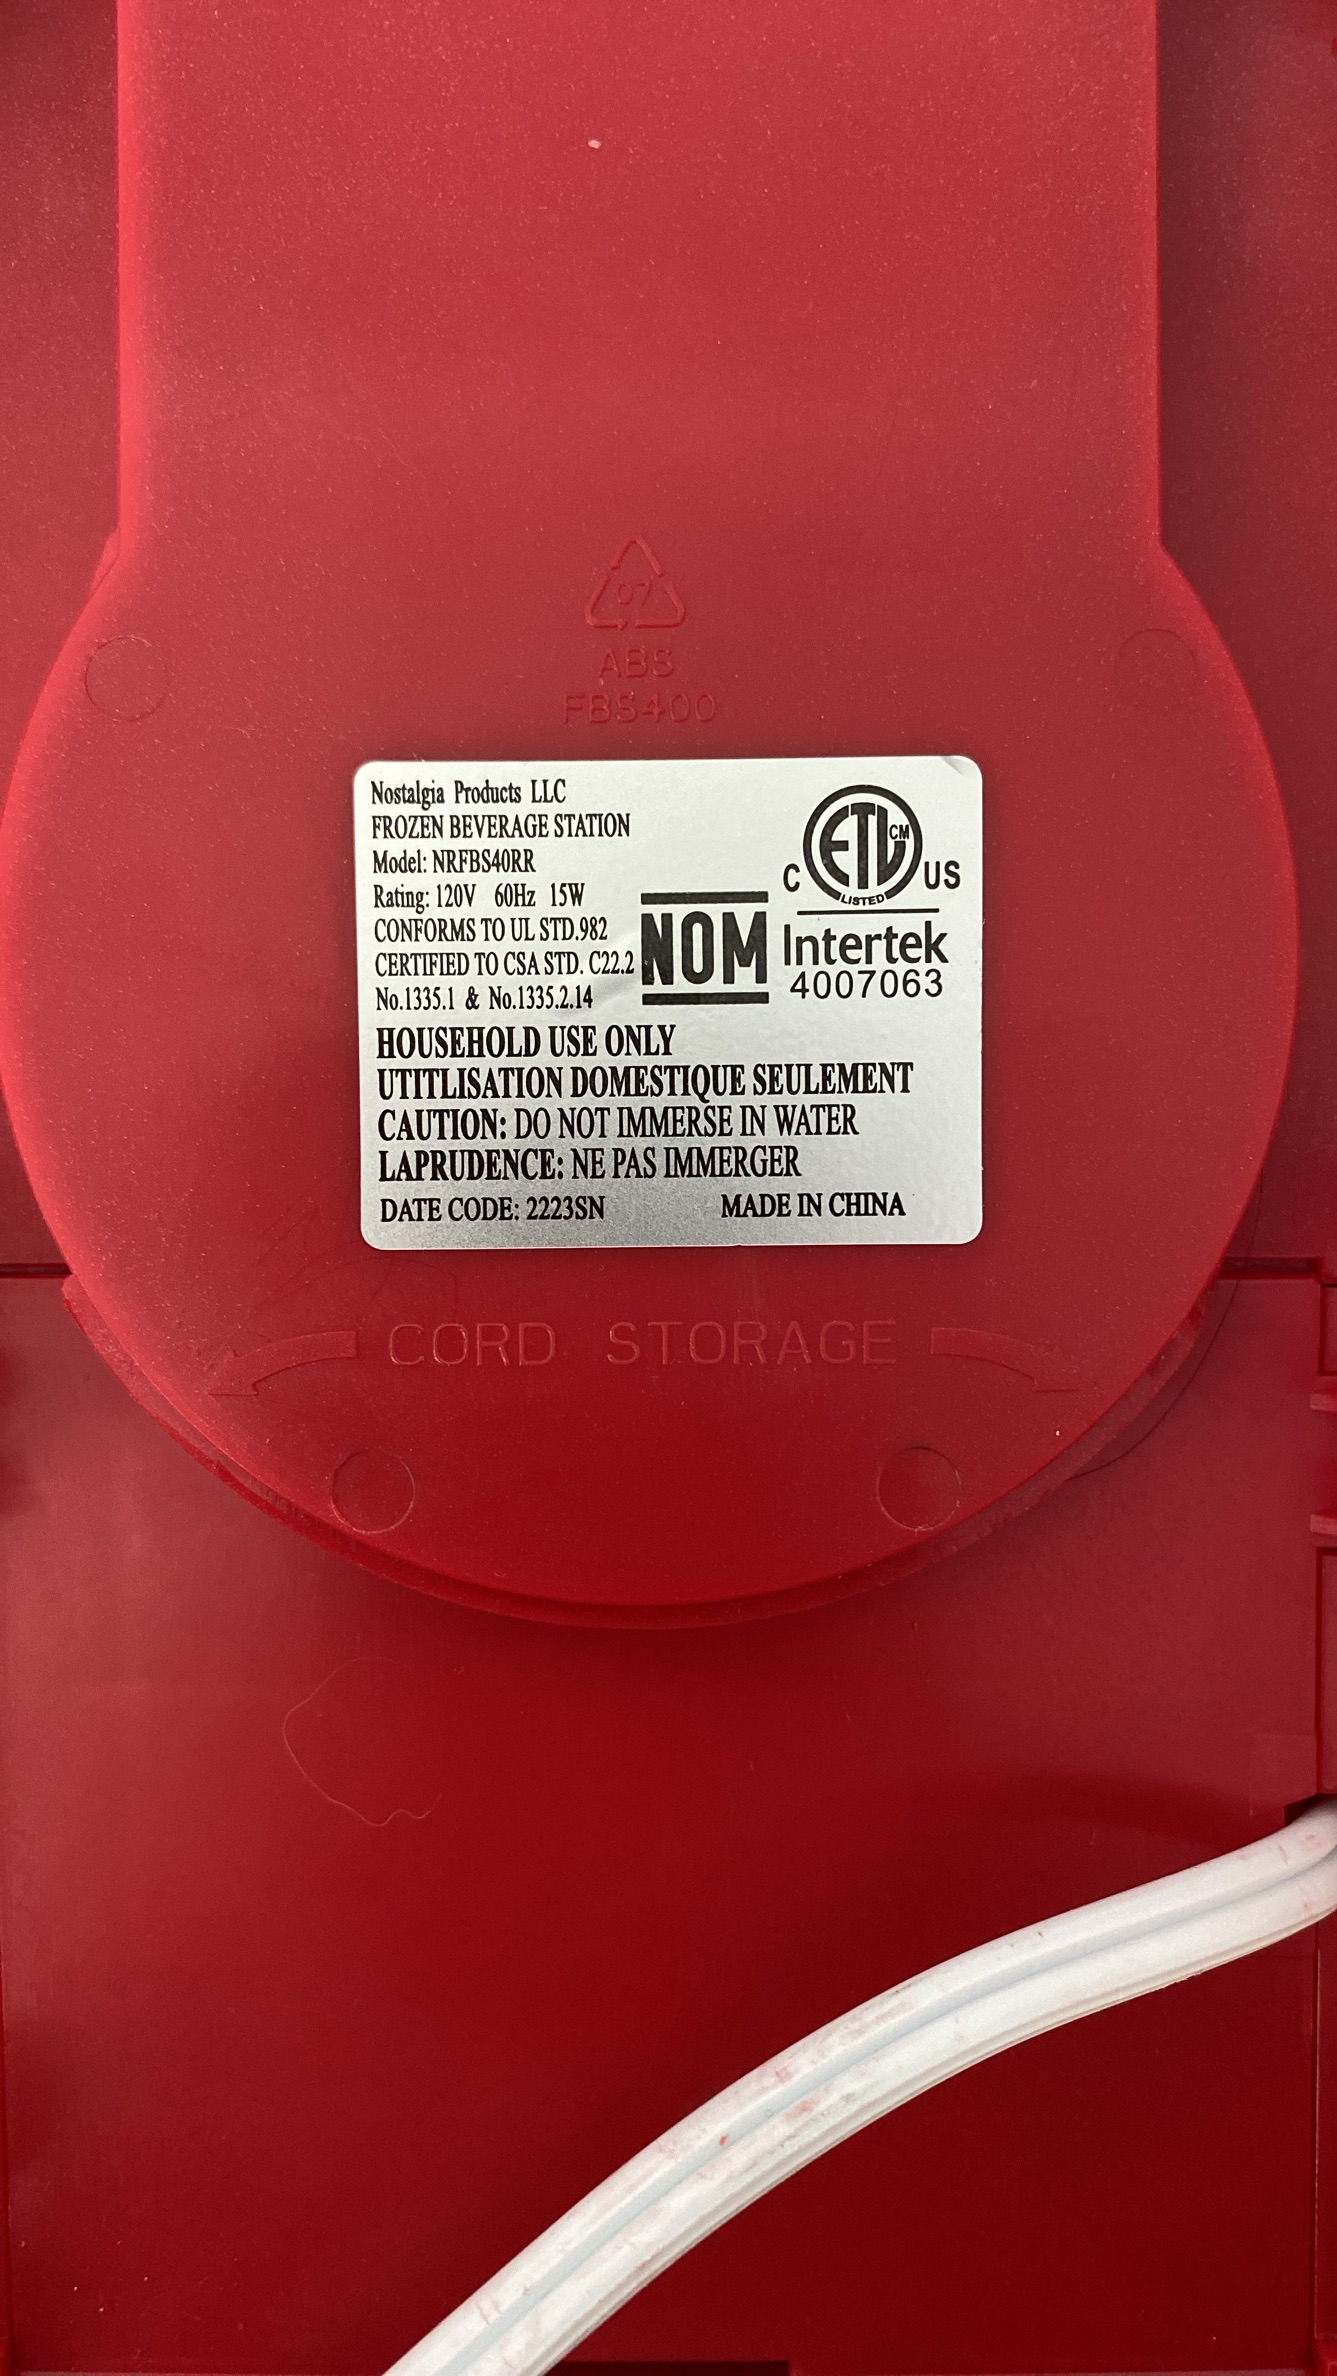 07
ABS
FBS400
Nostalgia Products LLC
FROZEN BEVERAGE STATION
Model: NRFBS40RR
Rating: 120V 60Hz 15W
CONFORMS TO UL STD.982
CERTIFIED TO CSA STD. C22.2
No.1335.1 & No.1335.2.14
NOM
ETL CM
C US
LISTED
Intertek
4007063
HOUSEHOLD USE ONLY
UTITLISATION DOMESTIQUE SEULEMENT
CAUTION: DO NOT IMMERSE IN WATER
LAPRUDENCE: NE PAS IMMERGER
DATE CODE: 2223SN MADE IN CHINA
CORD STORAGE